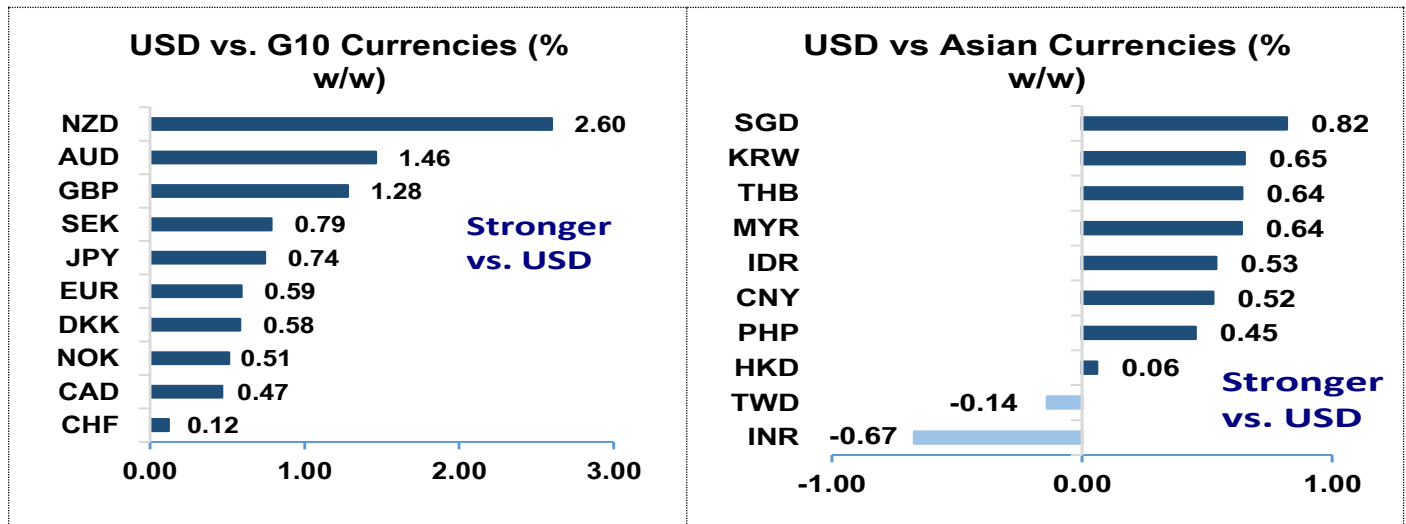 USD vs. G10 Currencies (%
w/w)
NZD 2.60
AUD 1.46
GBP 1.28
SEK 0.79
JPY 0.74
EUR 0.59
DKK 0.58
NOK 0.51
CAD 0.47
CHF 0.12
Stronger
vs. USD
0.00 1.00 2.00 3.00
USD vs Asian Currencies (%
w/w)
SGD 0.82
KRW 0.65
THB 0.64
MYR 0.64
IDR 0.53
CNY 0.52
PHP 0.45
HKD 0.06
TWD -0.14
INR -0.67
Stronger
vs. USD
-1.00 0.00 1.00